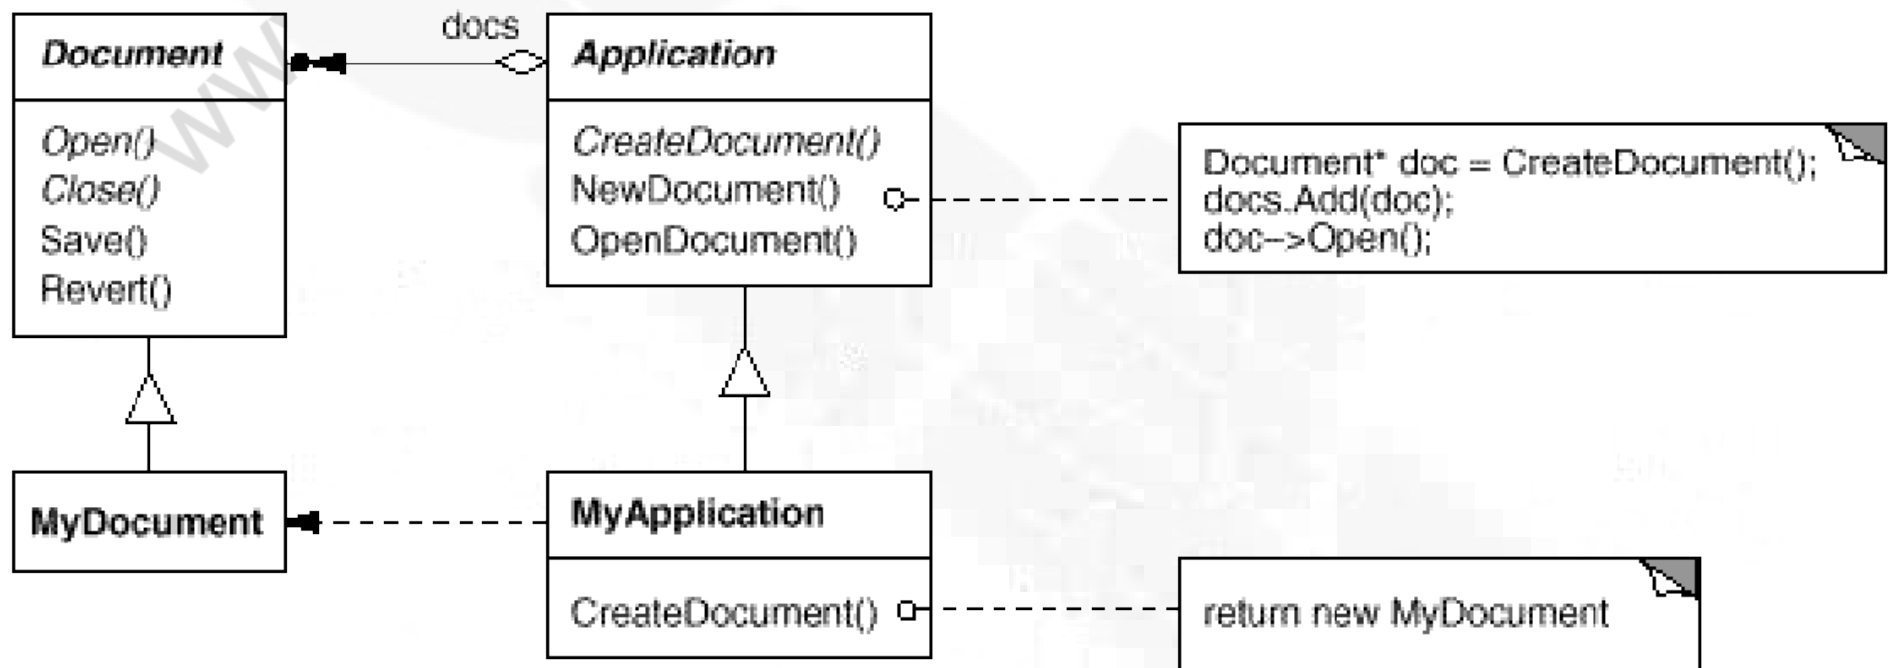 docs
Document
Open()
Close()
Save()
Revert()
Application
CreateDocument()
NewDocument()
OpenDocument()
Document* doc = CreateDocument();
docs.Add(doc);
doc–>Open();
MyDocument
MyApplication
CreateDocument()
return new MyDocument